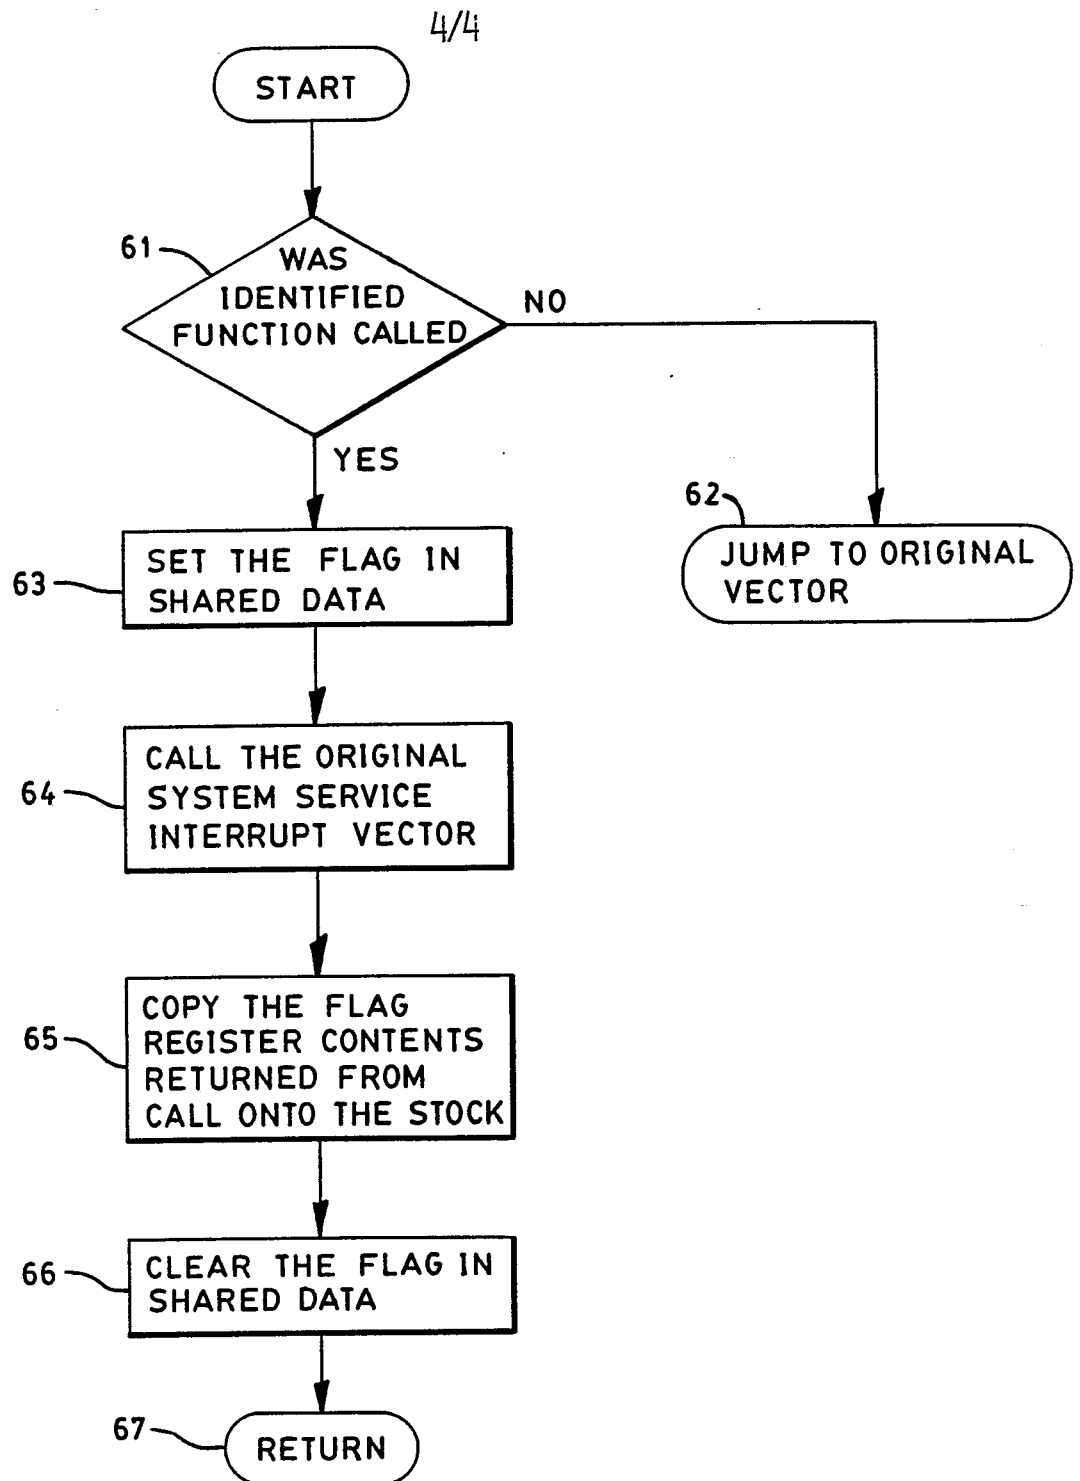 4/4
START
61
WAS
IDENTIFIED
FUNCTION CALLED
NO
YES
62
JUMP TO ORIGINAL
VECTOR
63
SET THE FLAG IN
SHARED DATA
64
CALL THE ORIGINAL
SYSTEM SERVICE
INTERRUPT VECTOR
65
COPY THE FLAG
REGISTER CONTENTS
RETURNED FROM
CALL ONTO THE STOCK
66
CLEAR THE FLAG IN
SHARED DATA
67
RETURN